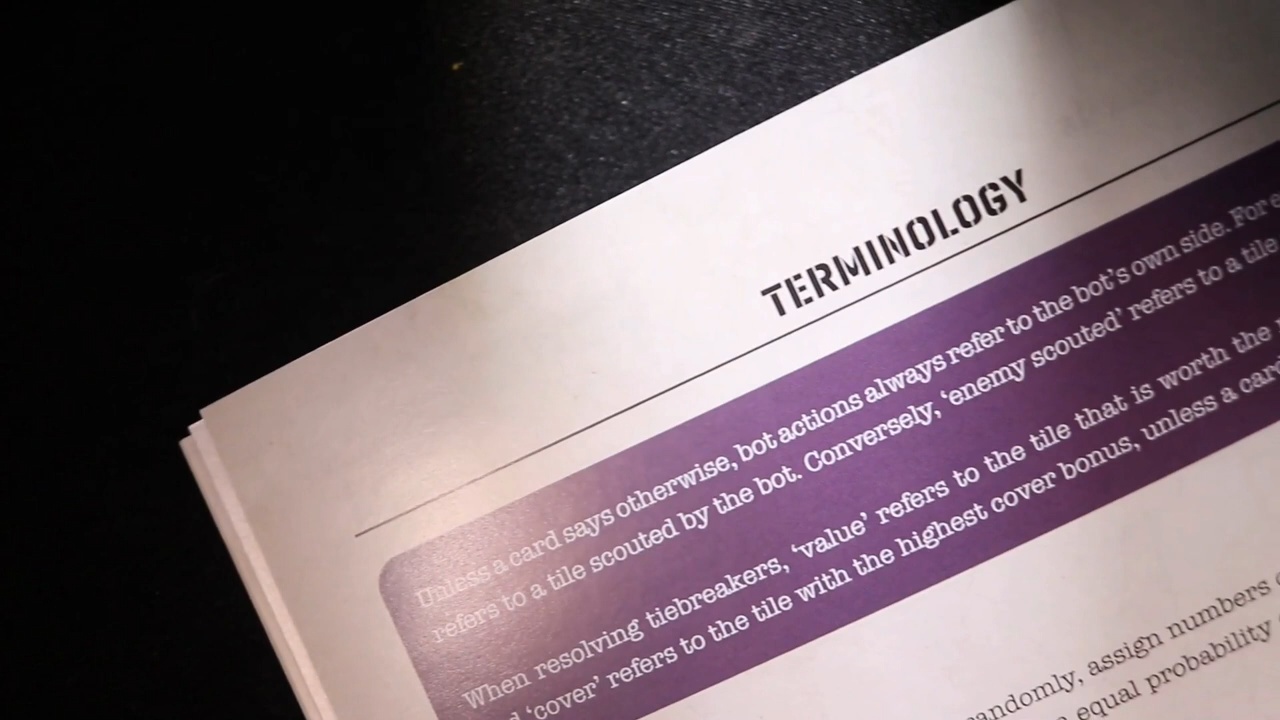 TERMINOLOGY
Unless a card says otherwise, bot actions always refer to the bot's own side. For
refers to a tile scouted by the bot. Conversely, 'enemy scouted' refers to a tile
When resolving tiebreakers, 'value' refers to the tile that is worth the
'cover' refers to the tile with the highest cover bonus, unless a card
andomly, assign numbers
equal probability